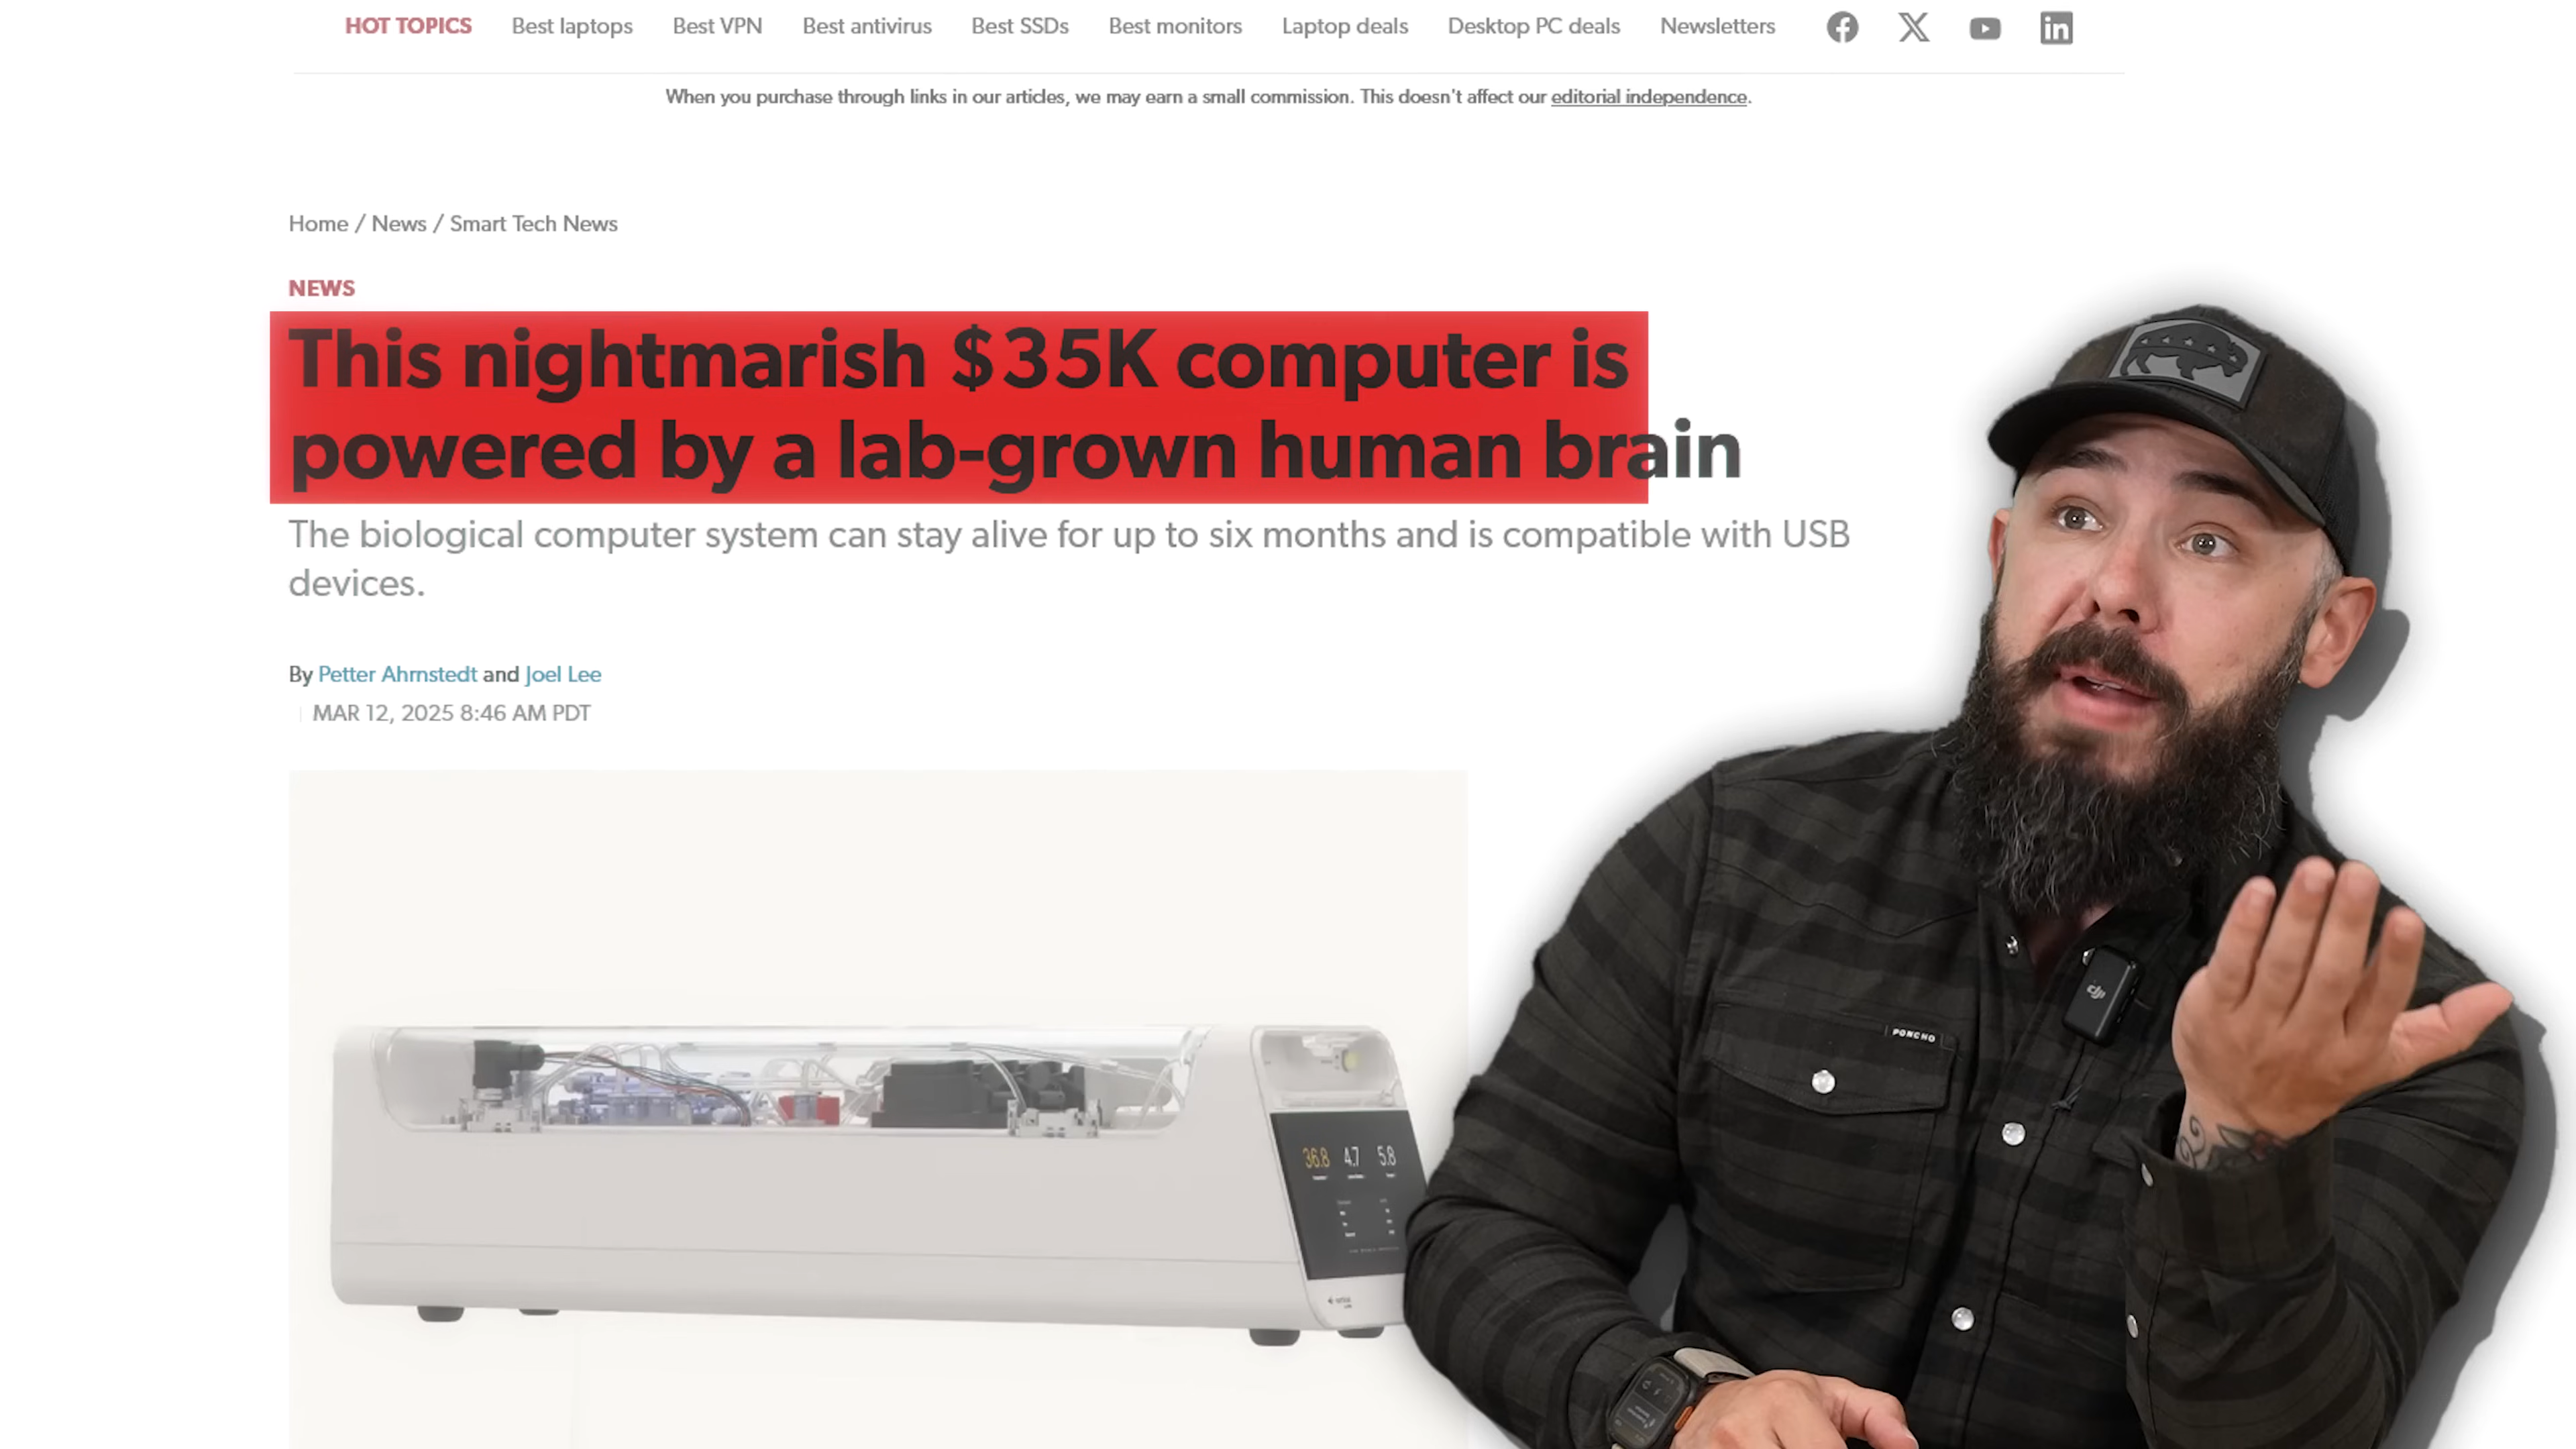 HOT TOPICS Best laptops Best VPN Best antivirus Best SSDs Best monitors Laptop deals Desktop PC deals Newsletters
When you purchase through links in our articles, we may earn a small commission. This doesn't affect our editorial independence.
Home / News / Smart Tech News
NEWS
This nightmarish $35K computer is
powered by a lab-grown human brain
The biological computer system can stay alive for up to six months and is compatible with USB
devices.
By Petter Ahrnstedt and Joel Lee
MAR 12, 2025 8:46 AM PDT
dji
PONCHO
36.8 4.7 5.8